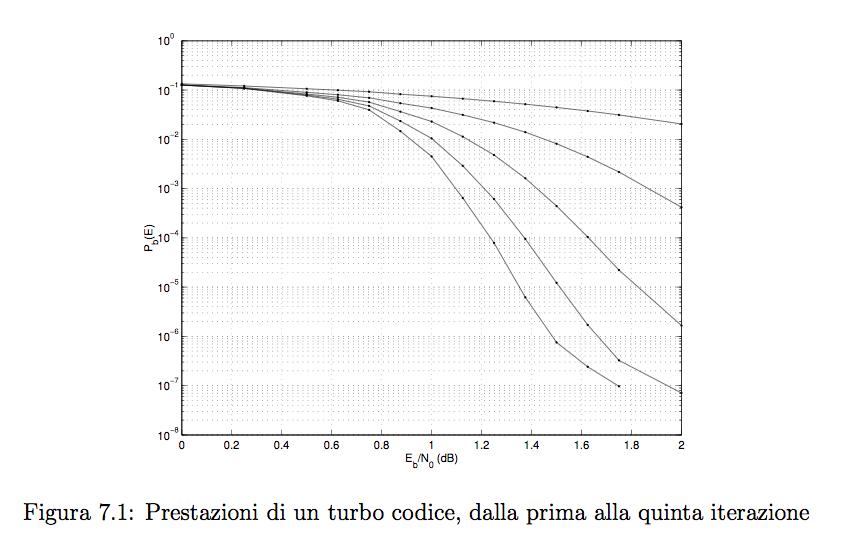 10^0
10^-1
10^-2
10^-3
10^-4
10^-5
10^-6
10^-7
10^-8
P_b(E)
0 0.2 0.4 0.6 0.8 1 1.2 1.4 1.6 1.8 2
E_b/N_0 (dB)
Figura 7.1: Prestazioni di un turbo codice, dalla prima alla quinta iterazione